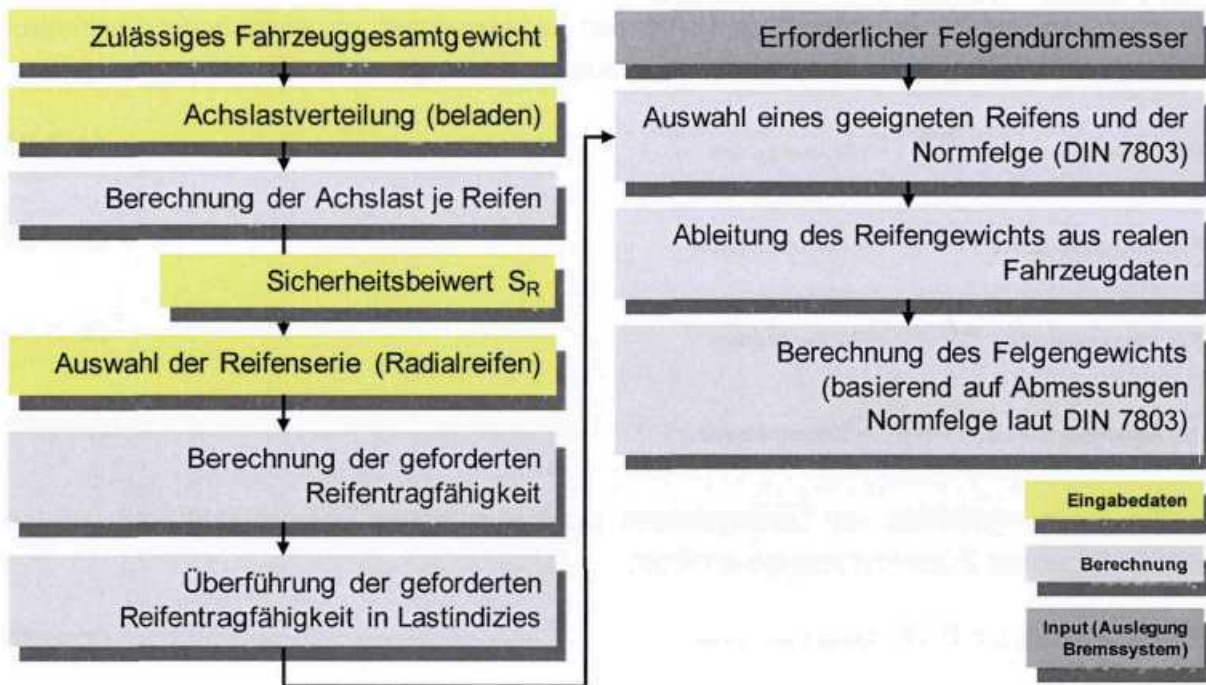 Zulässiges Fahrzeuggesamtgewicht
Achslastverteilung (beladen)
Berechnung der Achslast je Reifen
Sicherheitsbeiwert S_R
Auswahl der Reifenserie (Radialreifen)
Berechnung der geforderten
Reifentragfähigkeit
Überführung der geforderten
Reifentragfähigkeit in Lastindizies
Erforderlicher Felgendurchmesser
Auswahl eines geeigneten Reifens und der
Normfelge (DIN 7803)
Ableitung des Reifengewichts aus realen
Fahrzeugdaten
Berechnung des Felgengewichts
(basierend auf Abmessungen
Normfelge laut DIN 7803)
Eingabedaten
Berechnung
Input (Auslegung
Bremssystem)